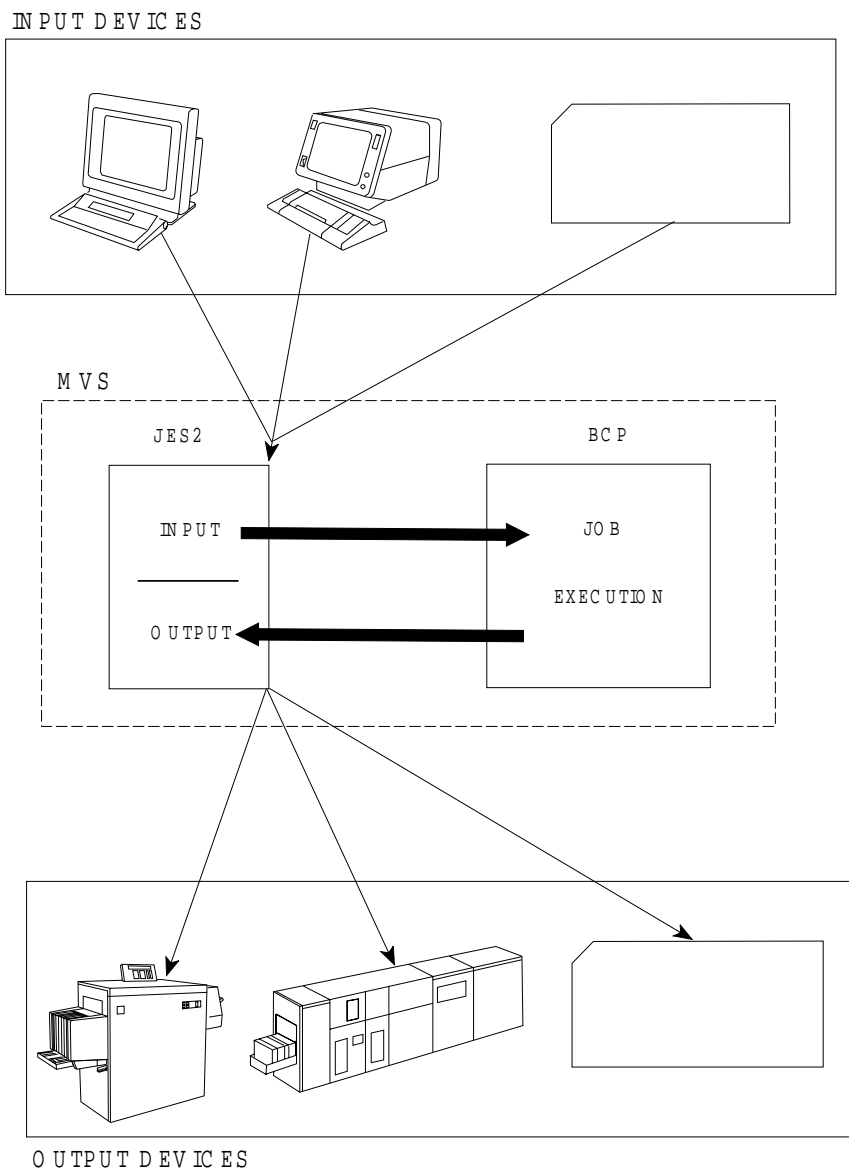 INPUT DEVICES
MVS
JES2
BCP
INPUT
JOB
EXECUTION
OUTPUT
OUTPUT DEVICES